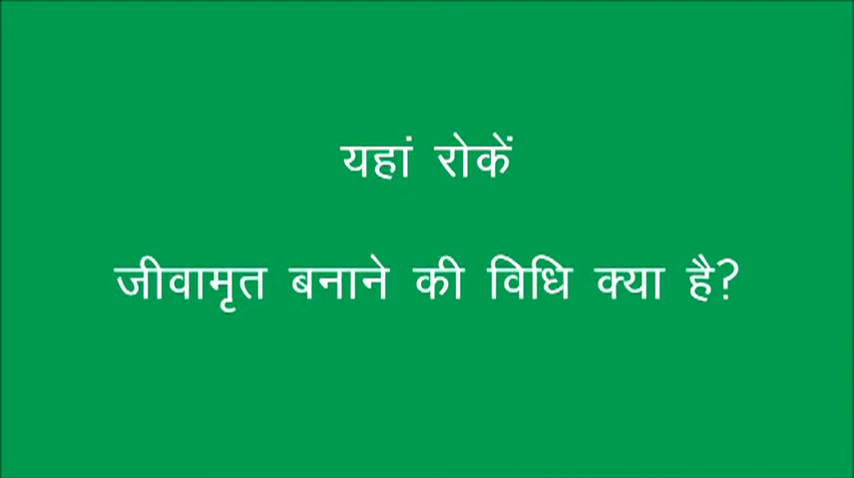 यहां रोकें
जीवामृत बनाने की विधि क्या है?